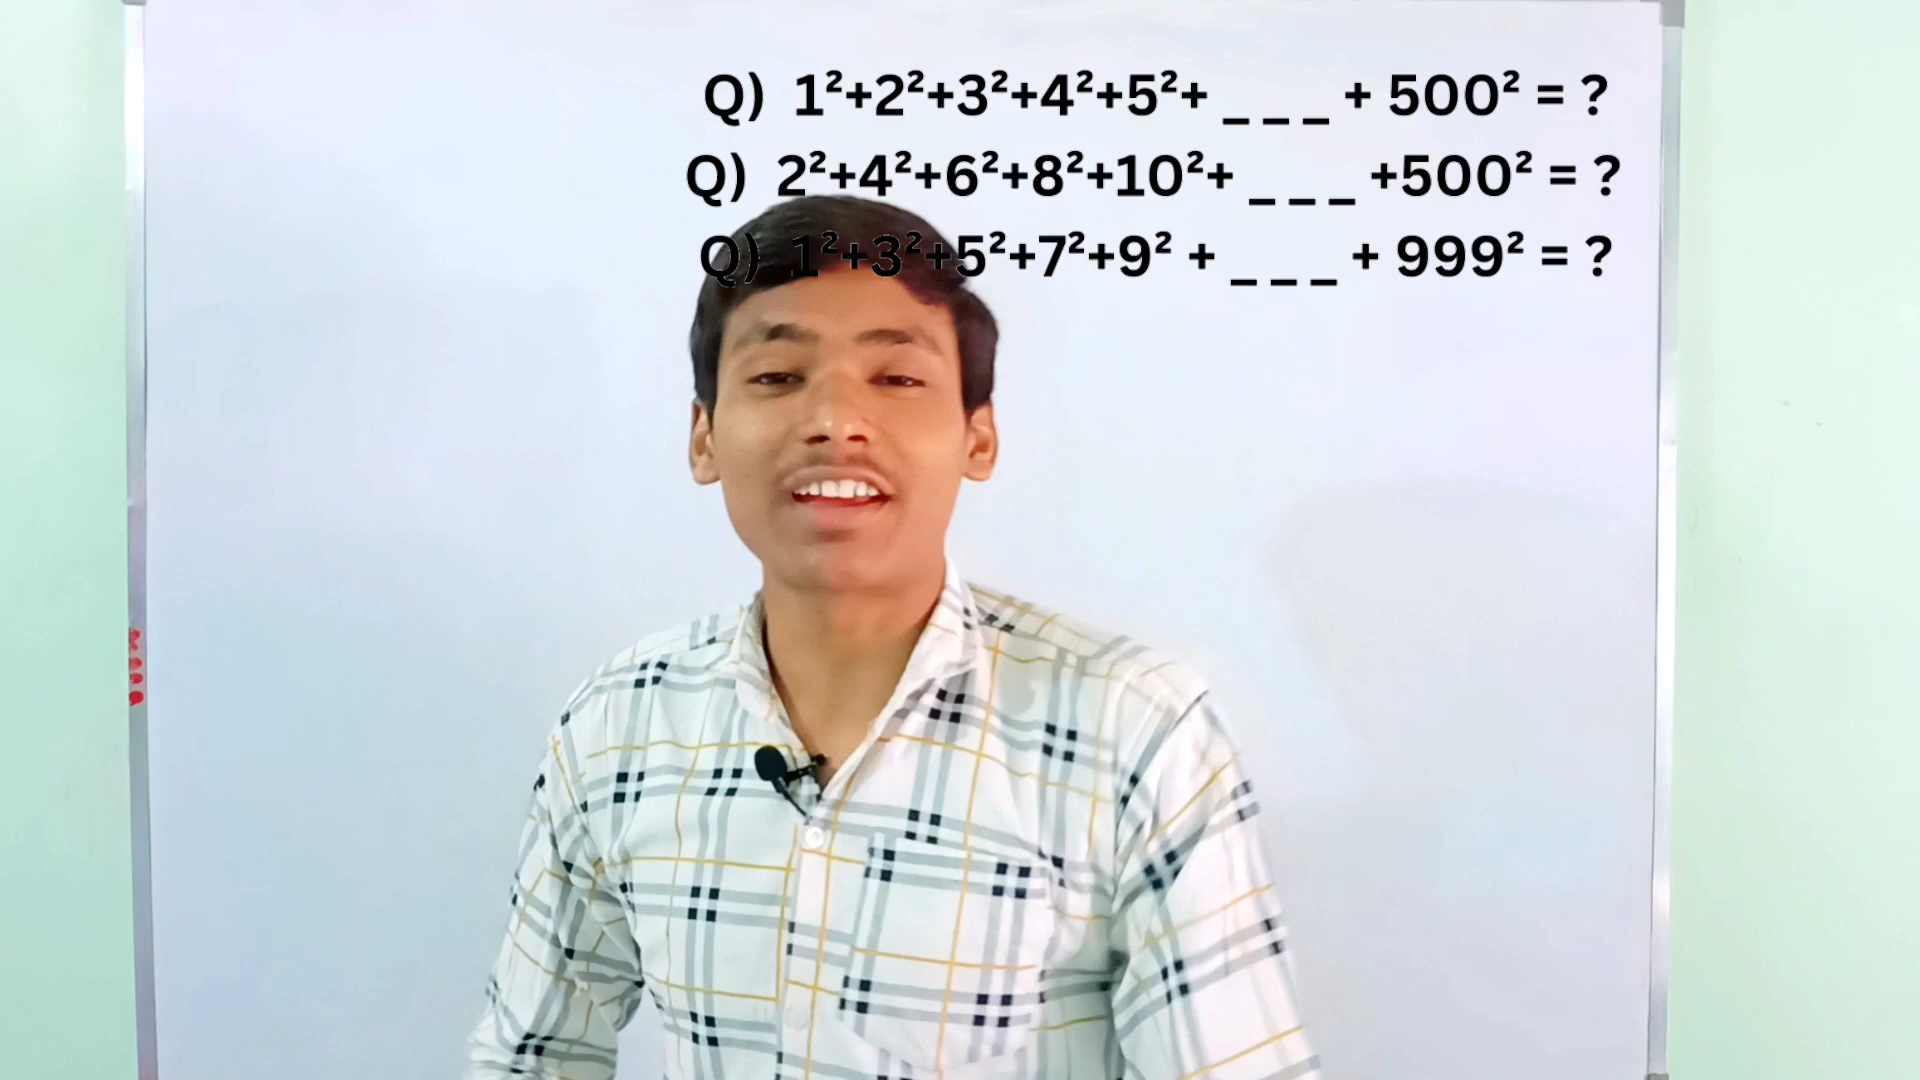 Q) 1²+2²+3²+4²+5²+ _ _ _ + 500² = ?
Q) 2²+4²+6²+8²+10²+ _ _ _ +500² = ?
Q) 1²+3²+5²+7²+9² + _ _ _ + 999² = ?